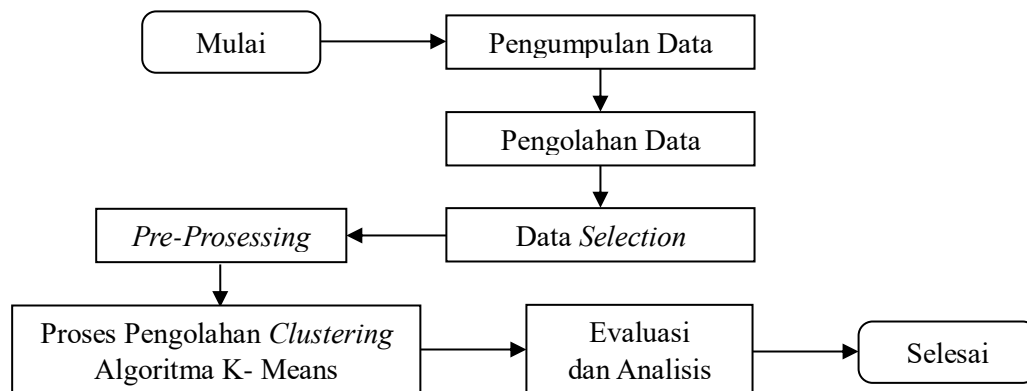 Mulai
Pengumpulan Data
Pengolahan Data
Data Selection
Pre-Prosessing
Proses Pengolahan Clustering
Algoritma K- Means
Evaluasi
dan Analisis
Selesai